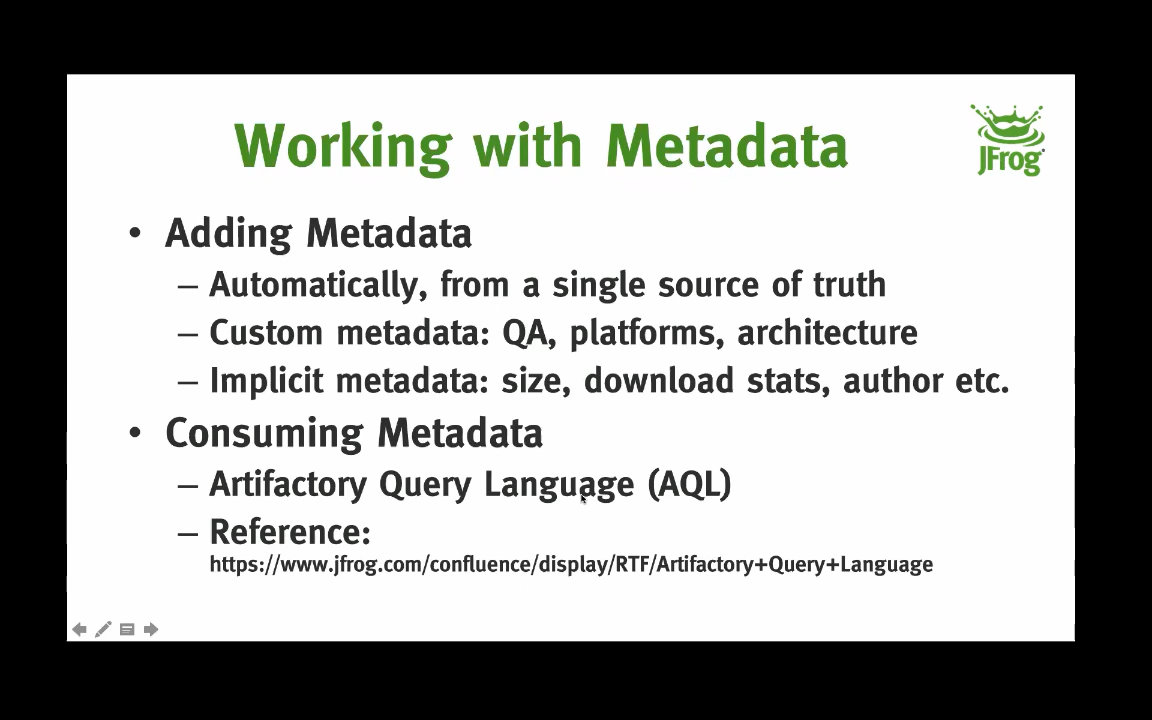 Working with Metadata
JFrog
• Adding Metadata
– Automatically, from a single source of truth
– Custom metadata: QA, platforms, architecture
– Implicit metadata: size, download stats, author etc.
• Consuming Metadata
– Artifactory Query Language (AQL)
– Reference:
https://www.jfrog.com/confluence/display/RTF/Artifactory+Query+Language